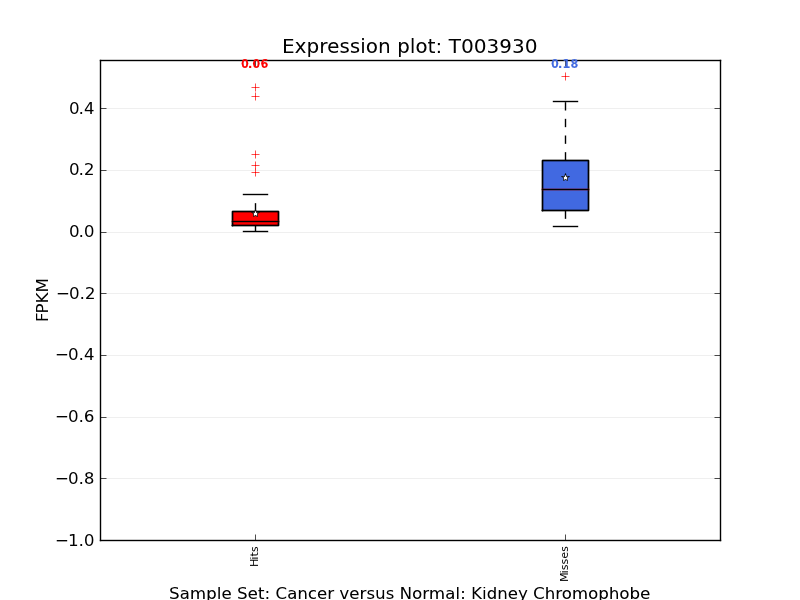 Expression plot: T003930
0.06
0.18
0.4
0.2
0.0
−0.2
−0.4
−0.6
−0.8
−1.0
FPKM
Hits
Misses
Sample Set: Cancer versus Normal: Kidney Chromophobe